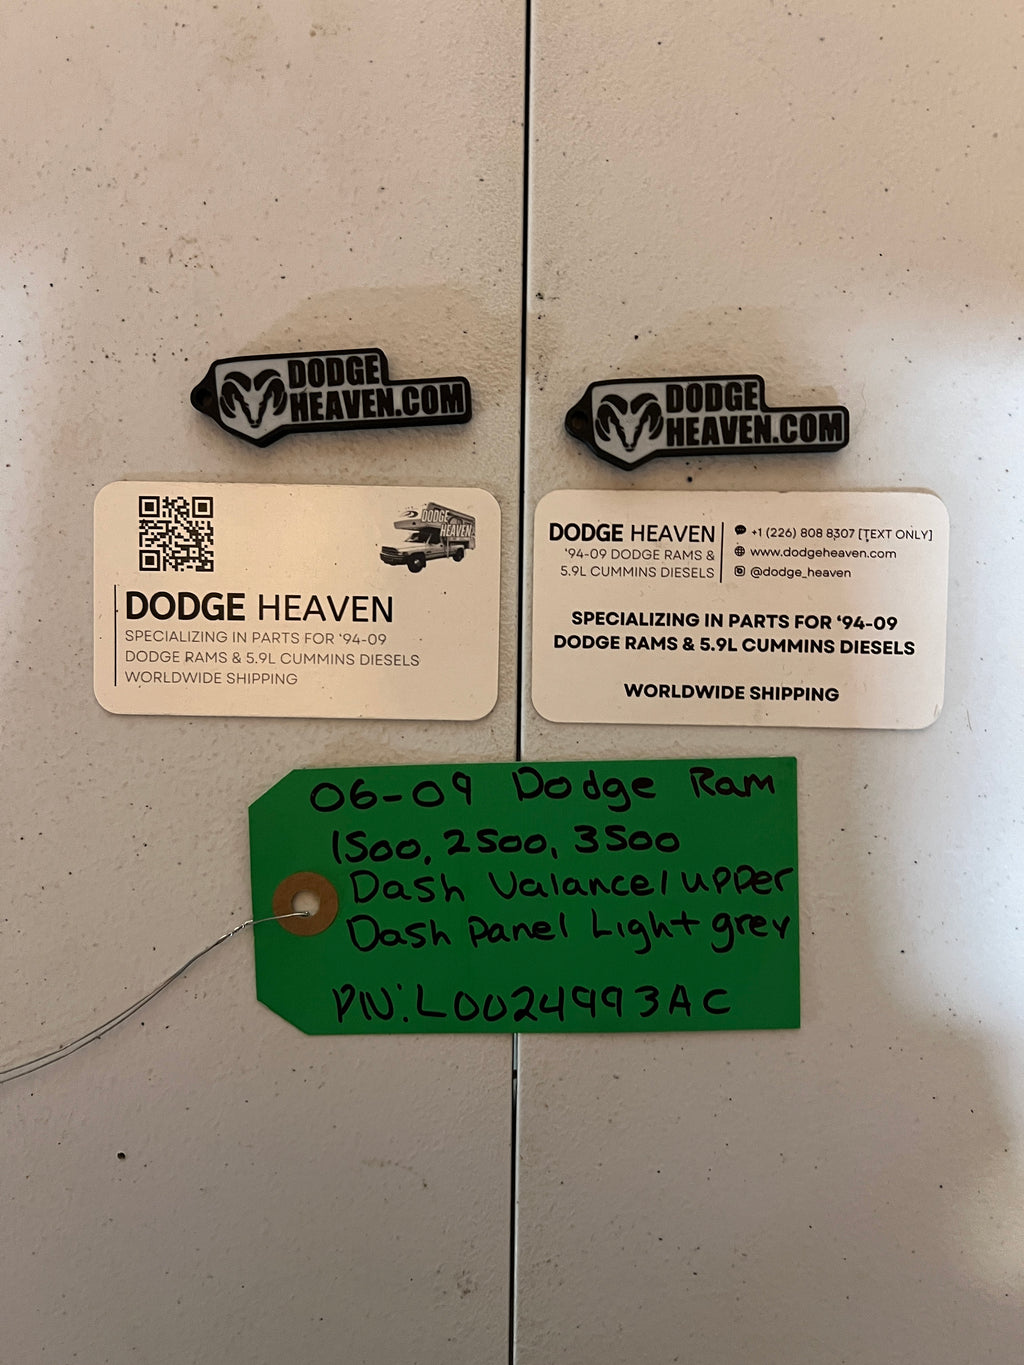 DODGE
HEAVEN.COM
DODGE
HEAVEN.COM
DODGE
HEAVEN
DODGE HEAVEN
SPECIALIZING IN PARTS FOR ‘94-09
DODGE RAMS & 5.9L CUMMINS DIESELS
WORLDWIDE SHIPPING
DODGE HEAVEN
‘94-09 DODGE RAMS &
5.9L CUMMINS DIESELS
+1 (226) 808 8307 [TEXT ONLY]
www.dodgeheaven.com
@dodge_heaven
SPECIALIZING IN PARTS FOR ‘94-09
DODGE RAMS & 5.9L CUMMINS DIESELS
WORLDWIDE SHIPPING
06-09 Dodge Ram
1500, 2500, 3500
Dash Valance/upper
Dash panel Light grey
PN: L0024993AC